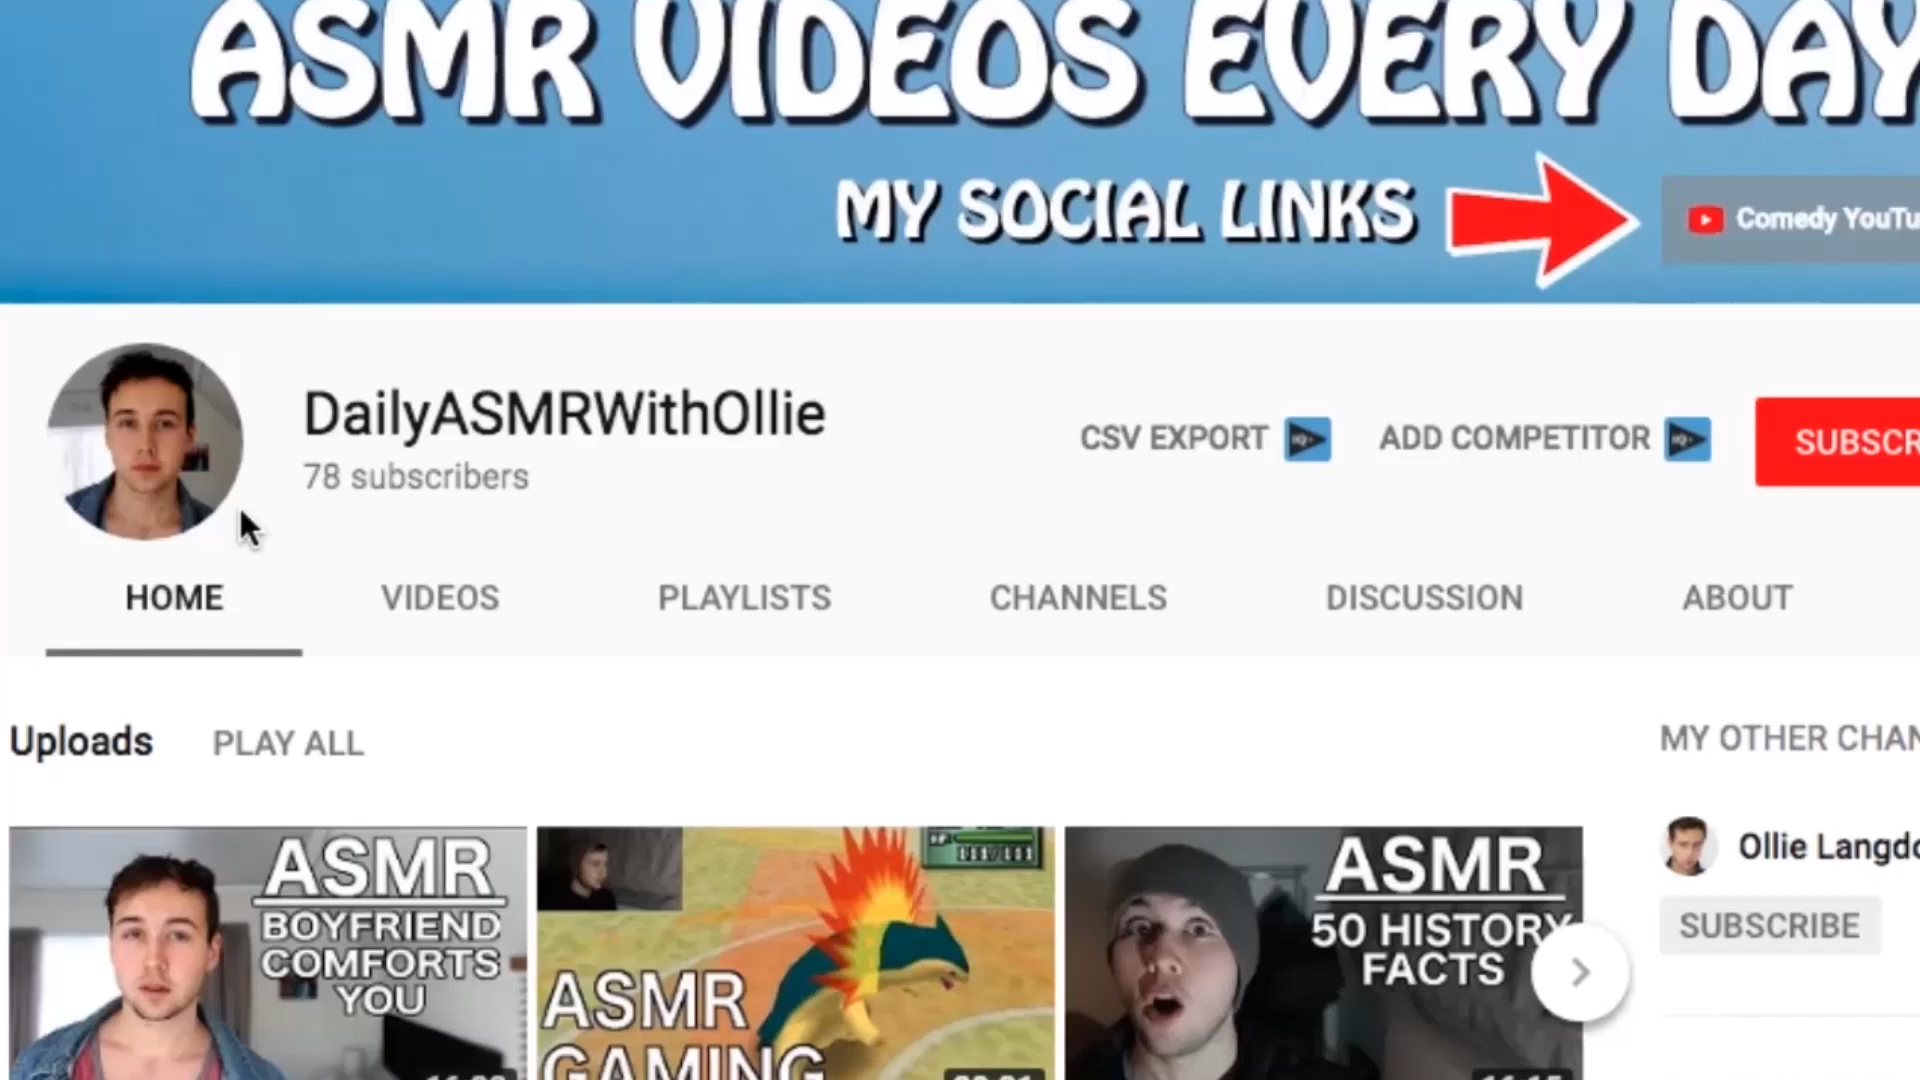 ASMR VIDEOS EVERY DAY
MY SOCIAL LINKS
Comedy YouTu
DailyASMRWithOllie
78 subscribers
CSV EXPORT
ADD COMPETITOR
SUBSCR
HOME
VIDEOS
PLAYLISTS
CHANNELS
DISCUSSION
ABOUT
Uploads
PLAY ALL
MY OTHER CHAN
ASMR
BOYFRIEND
COMFORTS
YOU
ASMR
GAMING
ASMR
50 HISTORY
FACTS
Ollie Langdo
SUBSCRIBE